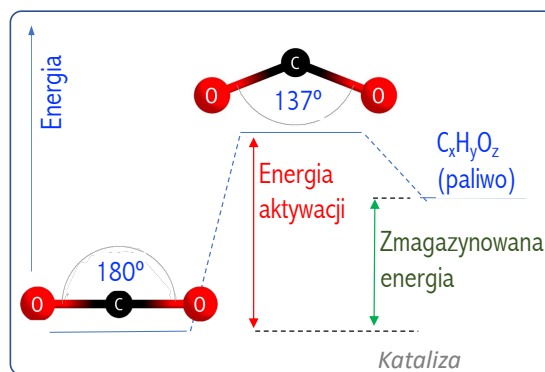 Energia
O
C
O
137º
Energia
aktywacji
CxHyOz
(paliwo)
Zmagazynowana
energia
180º
O
C
O
Kataliza